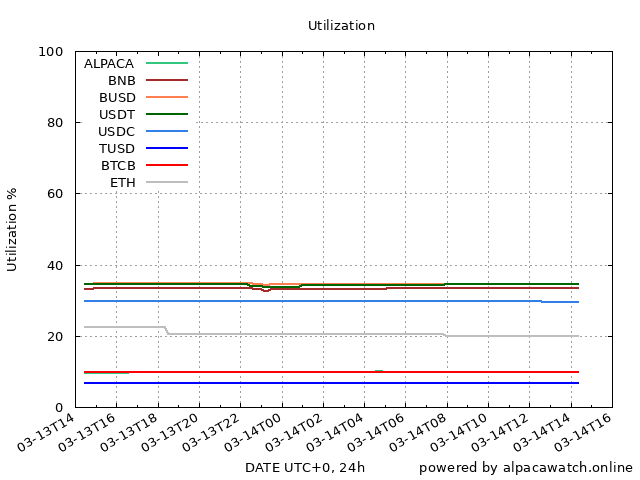 Utilization
Utilization %
100
80
60
40
20
0
ALPACA
BNB
BUSD
USDT
USDC
TUSD
BTCB
ETH
03-13T14
03-13T16
03-13T18
03-13T20
03-13T22
03-14T00
03-14T02
03-14T04
03-14T06
03-14T08
03-14T10
03-14T12
03-14T14
03-14T16
DATE UTC+0, 24h
powered by alpacawatch.online